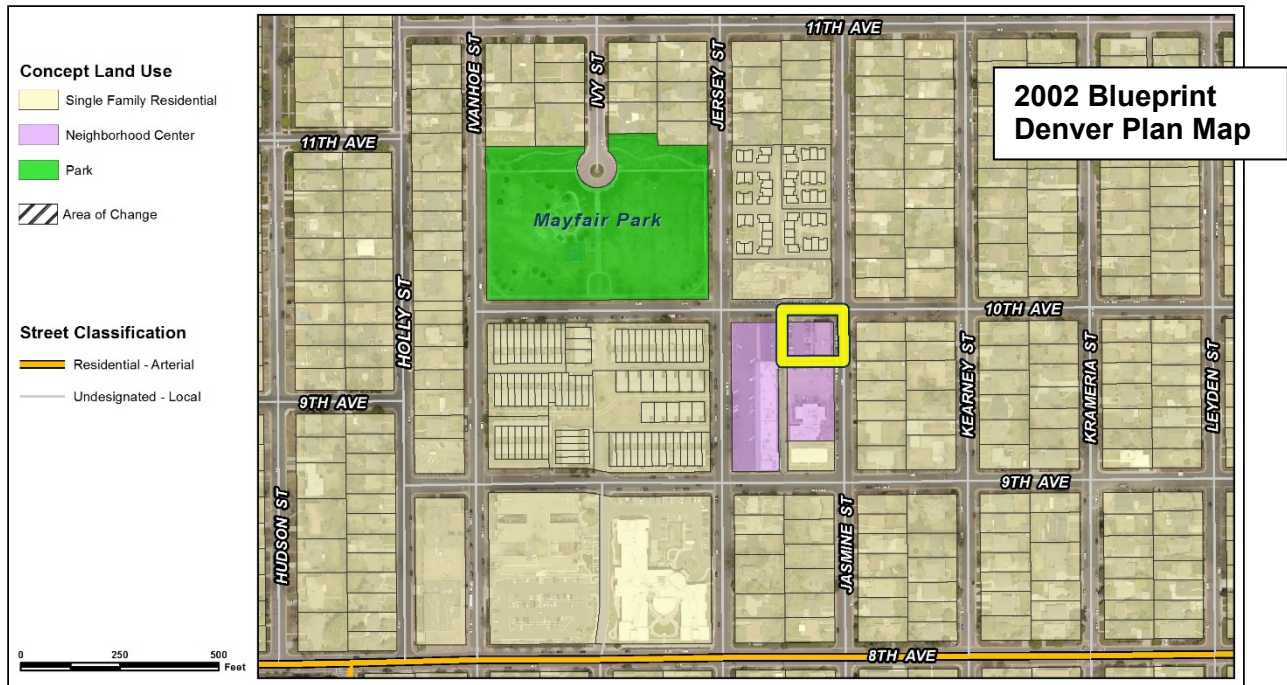 Concept Land Use
Single Family Residential
Neighborhood Center
Park
Area of Change
Street Classification
Residential - Arterial
Undesignated - Local
0 250 500
Feet
2002 Blueprint
Denver Plan Map
11TH AVE
IVANHOE ST
IVY ST
JERSEY ST
11TH AVE
Mayfair Park
HOLLY ST
10TH AVE
9TH AVE
KEARNEY ST
KRAMERIA ST
LEYDEN ST
9TH AVE
HUDSON ST
JASMINE ST
8TH AVE